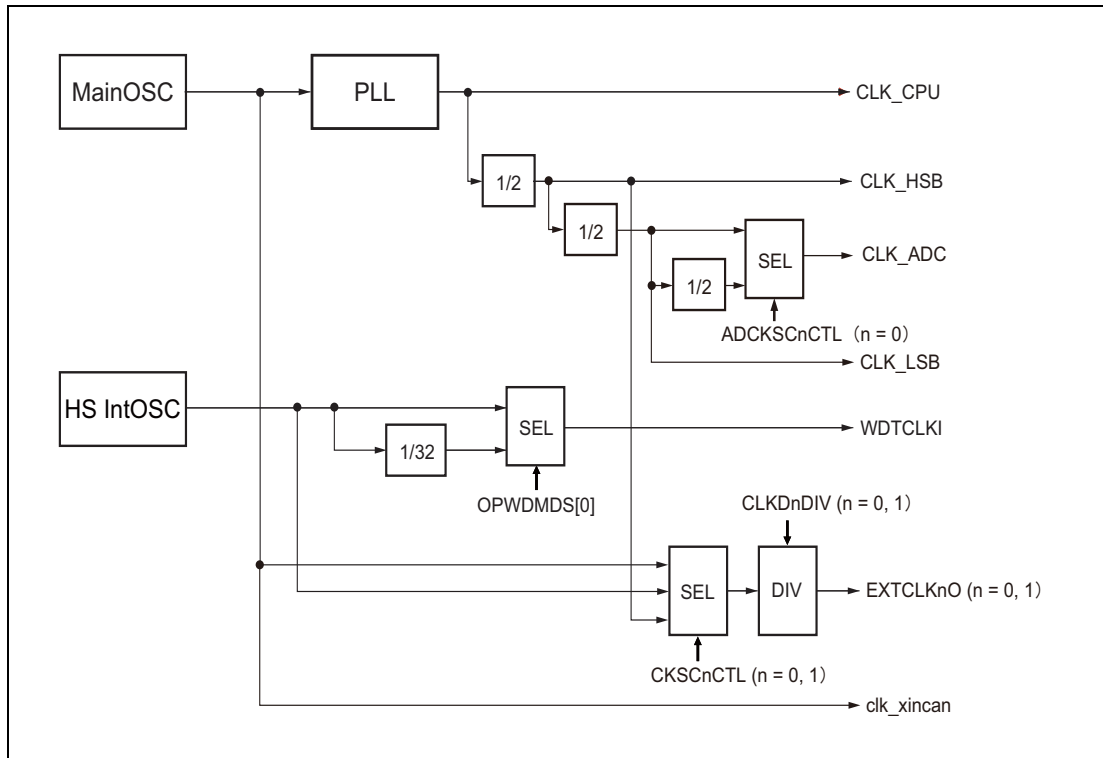 MainOSC
PLL
CLK_CPU
1/2
CLK_HSB
1/2
SEL
CLK_ADC
1/2
ADCKSCnCTL (n = 0)
CLK_LSB
HS IntOSC
SEL
WDTCLKI
1/32
OPWDMDS[0]
CLKDnDIV (n = 0, 1)
SEL
DIV
EXTCLKnO (n = 0, 1)
CKSCnCTL (n = 0, 1)
clk_xincan